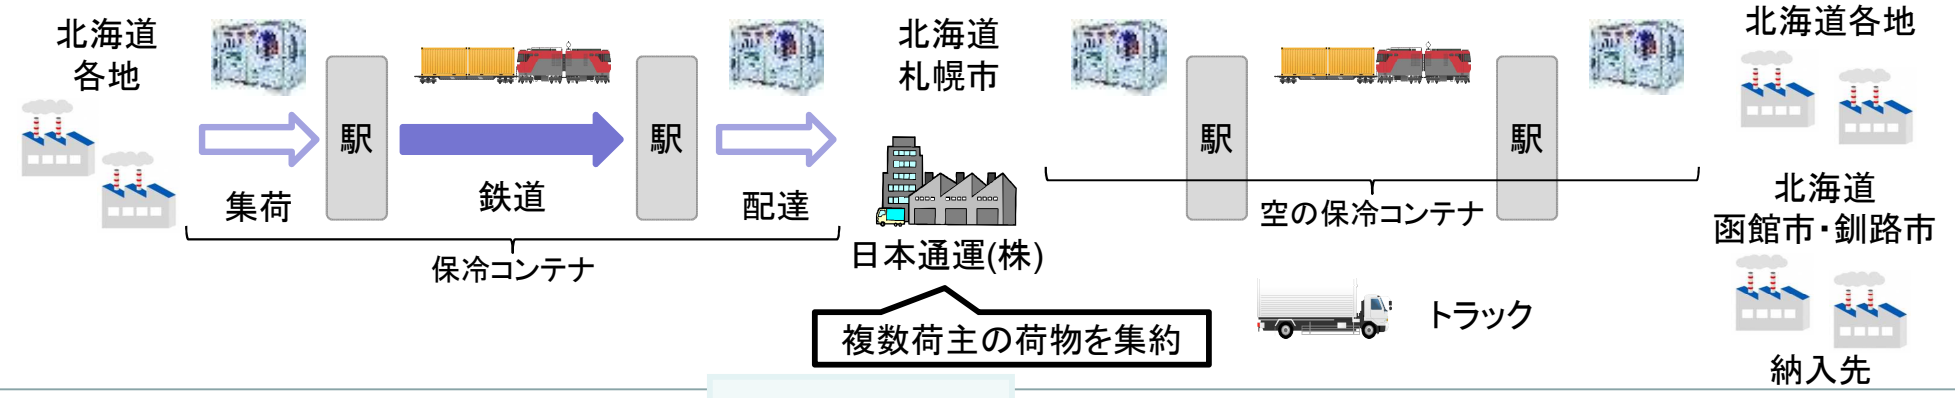 北海道
各地
駅
駅
集荷
鉄道
配達
保冷コンテナ
北海道
札幌市
日本通運(株)
複数荷主の荷物を集約
駅
駅
空の保冷コンテナ
トラック
北海道各地
北海道
函館市・釧路市
納入先